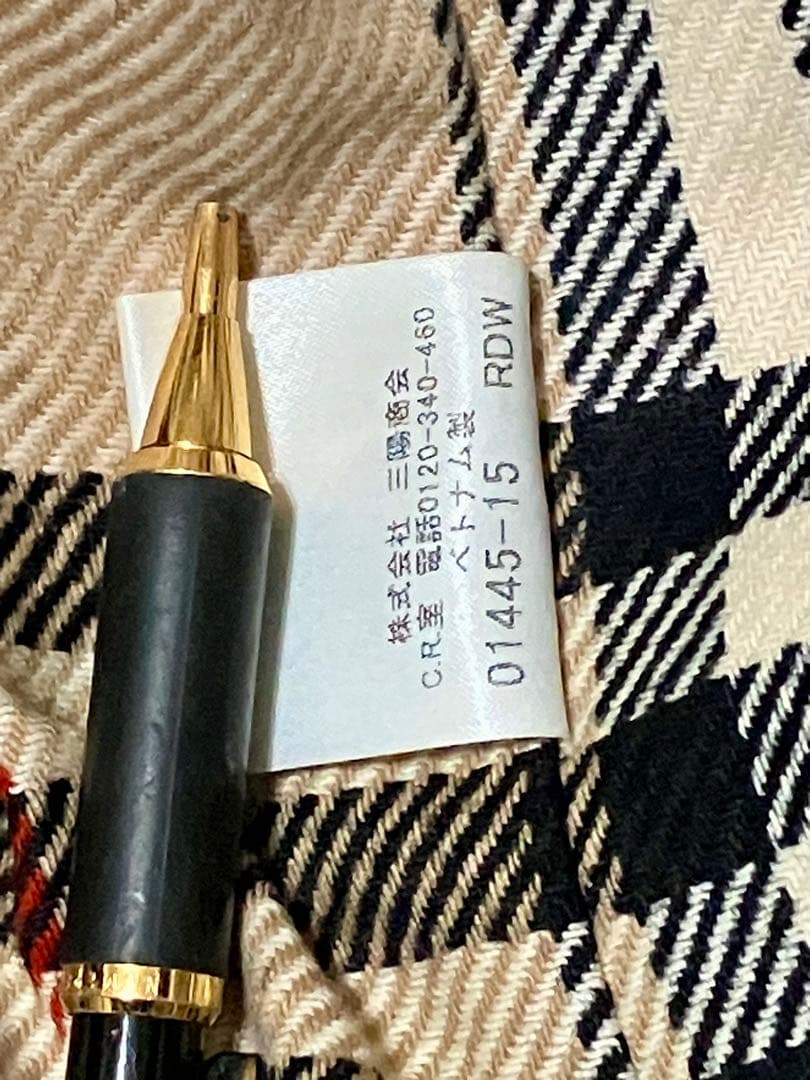 株式会社 三陽商会
C.R.室 電話0120-340-460
ベトナム製
01445-15 RDW